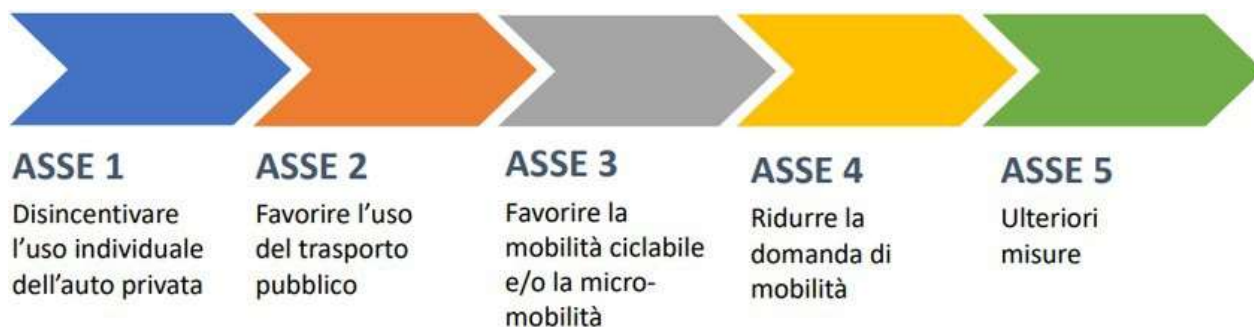 ASSE 1
Disincentivare
l’uso individuale
dell’auto privata
ASSE 2
Favorire l’uso
del trasporto
pubblico
ASSE 3
Favorire la
mobilità ciclabile
e/o la micro-
mobilità
ASSE 4
Ridurre la
domanda di
mobilità
ASSE 5
Ulteriori
misure